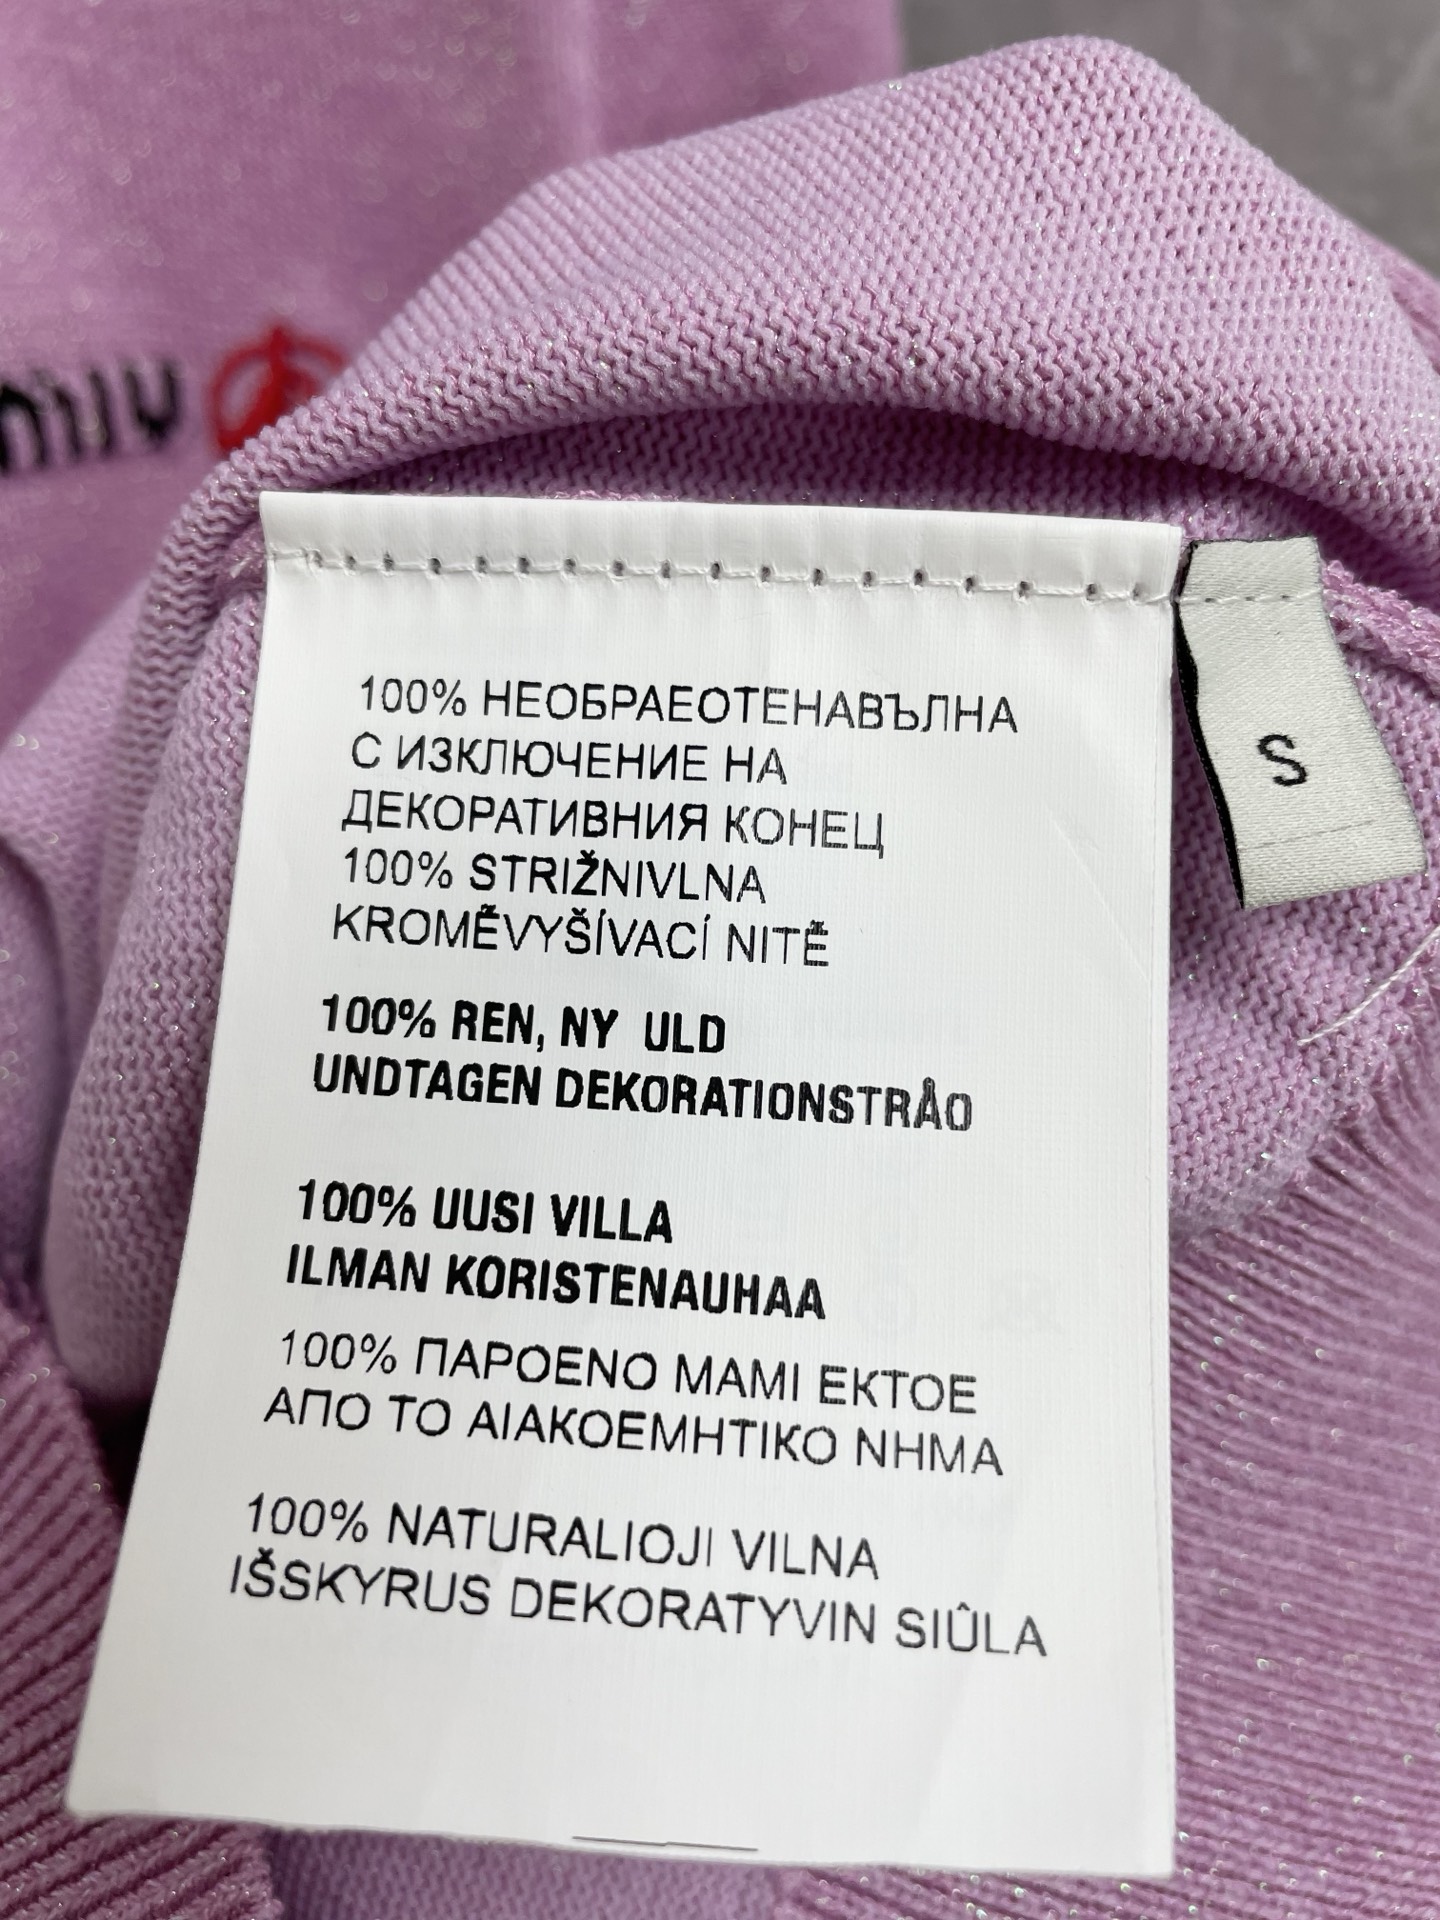 100% НЕОБРАЕОТЕНАВЪЛНА
С ИЗКЛЮЧЕНИЕ НА
ДЕКОРАТИВНИЯ КОНЕЦ
100% STRIŽNIVLNA
KROMĚVYŠÍVACÍ NITĚ
100% REN, NY ULD
UNDTAGEN DEKORATIONSTRÅO
100% UUSI VILLA
ILMAN KORISTENAUHAA
100% ΠΑΡΟΕΝΟ ΜΑΜΙ ΕΚΤΟΕ
ΑΠΟ ΤΟ ΑΙΑΚΟΕΜΗΤΙΚΟ ΝΗΜΑ
100% NATURALIOJI VILNA
IŠSKYRUS DEKORATYVIN SIÛLA
S